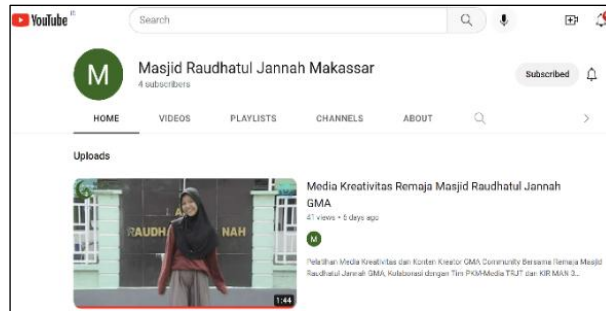 YouTube
Search
M
Masjid Raudhatul Jannah Makassar
4 subscribers
Subscribed
HOME VIDEOS PLAYLISTS CHANNELS ABOUT
Uploads
RAUDH NAH
1:44
Media Kreativitas Remaja Masjid Raudhatul Jannah
GMA
41 views • 6 days ago
M
Pelatihan Media Kreativitas dan Konten Kreator GMA Community Bersama Remaja Masjid
Raudhatul Jannah GMA, Kolaborasi dengan Tim PKM-Media TRJT dan KIR MAN 3...